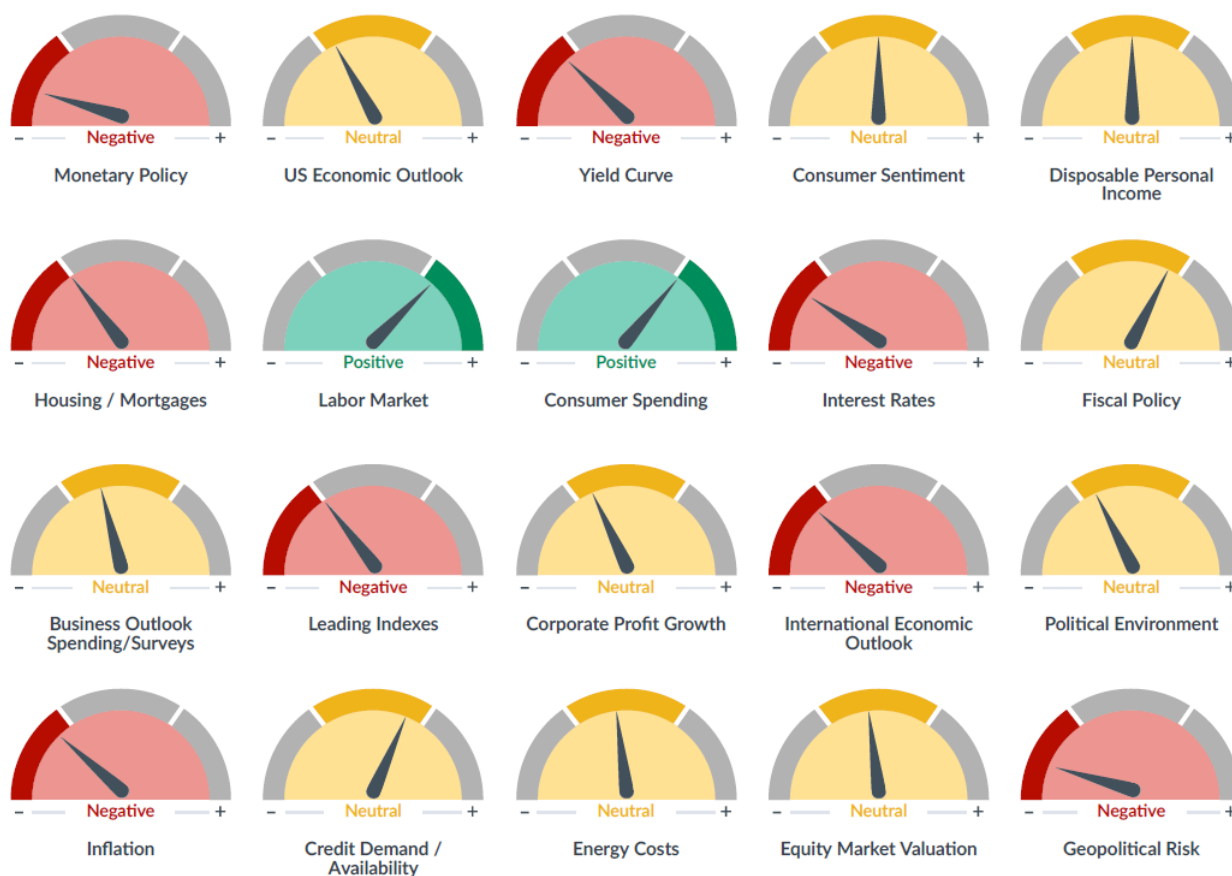 - Negative +
- Neutral +
- Negative +
- Neutral +
- Neutral +
Monetary Policy
US Economic Outlook
Yield Curve
Consumer Sentiment
Disposable Personal
Income
- Negative +
- Positive +
- Positive +
- Negative +
- Neutral +
Housing / Mortgages
Labor Market
Consumer Spending
Interest Rates
Fiscal Policy
- Neutral +
- Negative +
- Neutral +
- Negative +
- Neutral +
Business Outlook
Spending/Surveys
Leading Indexes
Corporate Profit Growth
International Economic
Outlook
Political Environment
- Negative +
- Neutral +
- Neutral +
- Neutral +
- Negative +
Inflation
Credit Demand /
Availability
Energy Costs
Equity Market Valuation
Geopolitical Risk